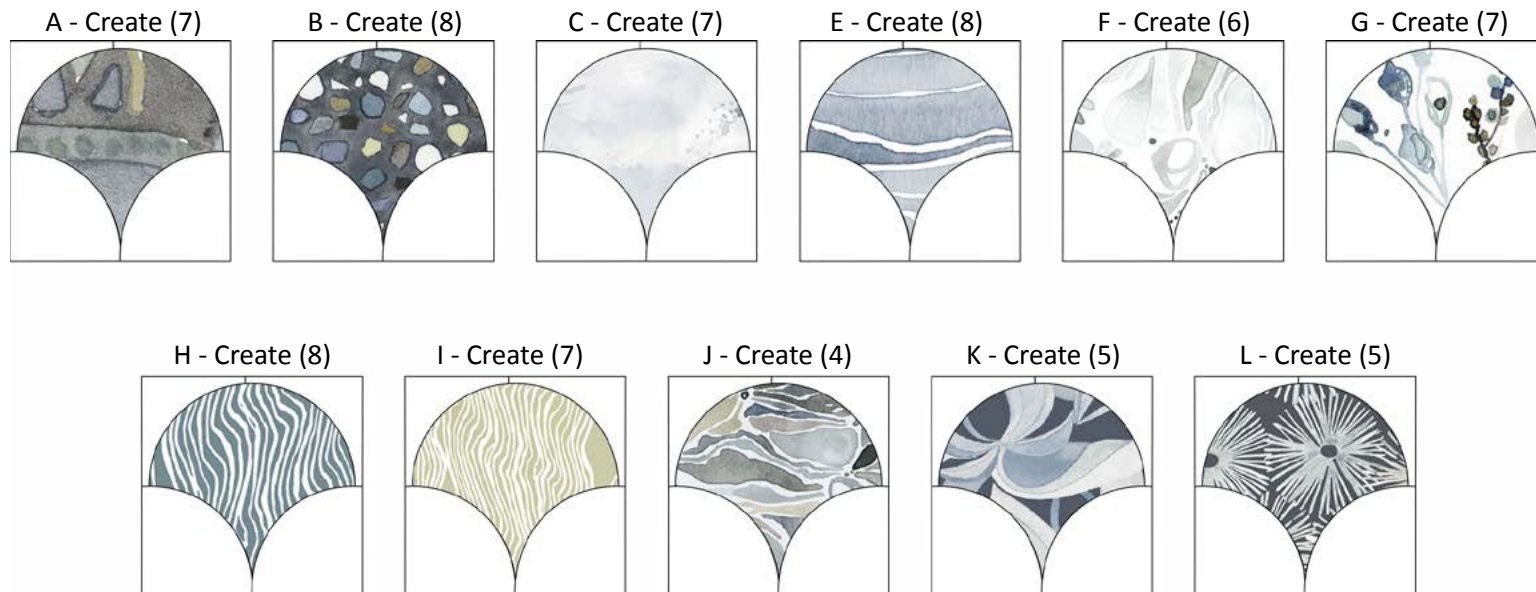 A - Create (7)
B - Create (8)
C - Create (7)
E - Create (8)
F - Create (6)
G - Create (7)
H - Create (8)
I - Create (7)
J - Create (4)
K - Create (5)
L - Create (5)